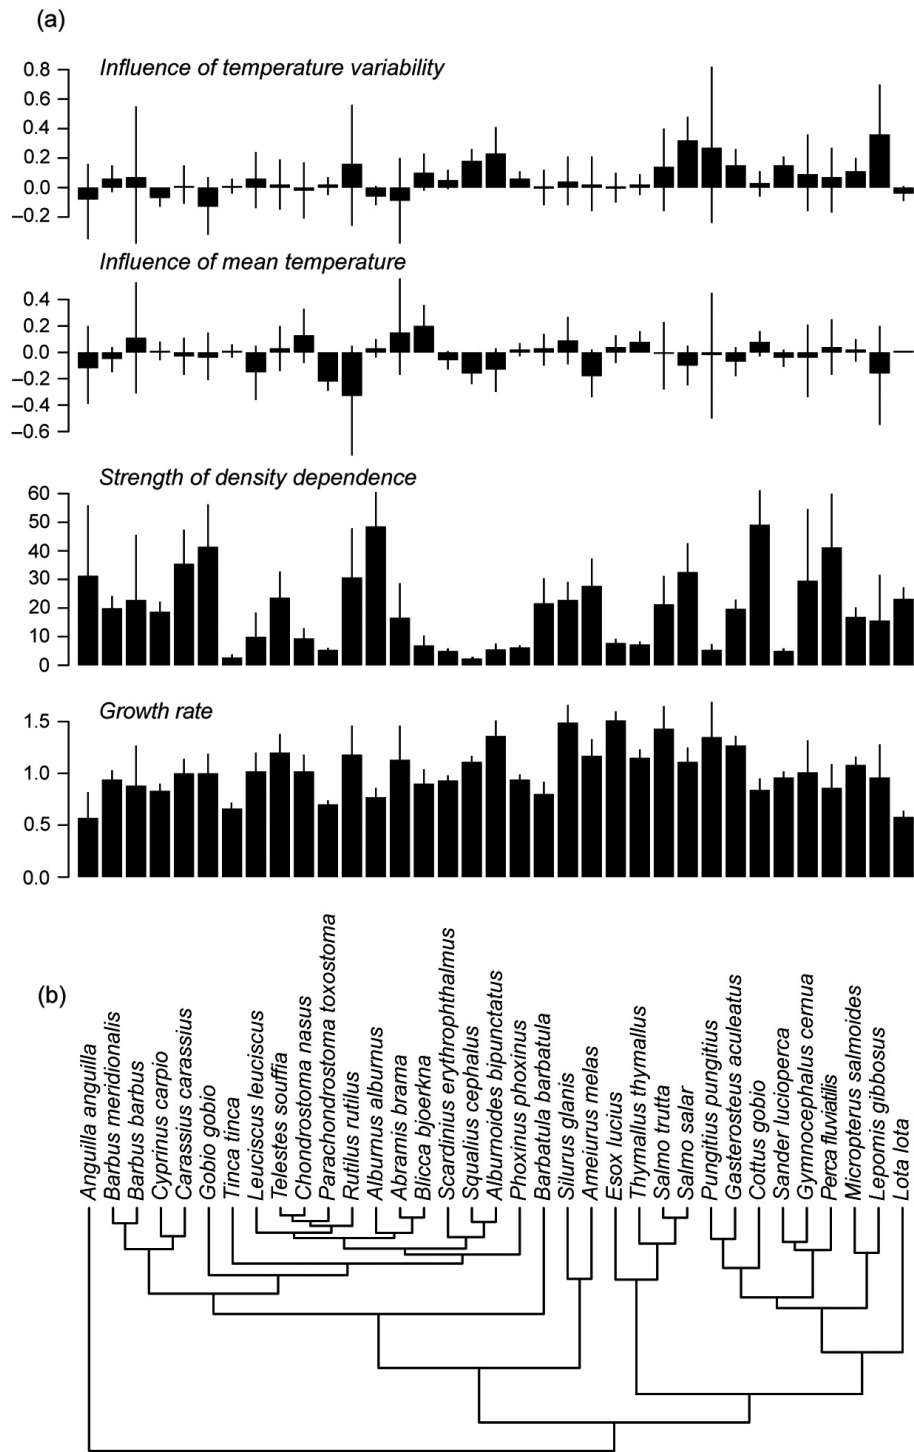 (a)
Influence of temperature variability
0.8
0.6
0.4
0.2
0.0
−0.2
Influence of mean temperature
0.4
0.2
0.0
−0.2
−0.4
−0.6
Strength of density dependence
60
50
40
30
20
10
0
Growth rate
1.5
1.0
0.5
0.0
(b)
Anguilla anguilla
Barbus meridionalis
Barbus barbus
Cyprinus carpio
Carassius carassius
Gobio gobio
Tinca tinca
Leuciscus leuciscus
Telestes souffia
Chondrostoma nasus
Parachondrostoma toxostoma
Rutilus rutilus
Alburnus alburnus
Abramis brama
Blicca bjoerkna
Scardinius erythrophthalmus
Squalius cephalus
Alburnoides bipunctatus
Phoxinus phoxinus
Barbatula barbatula
Silurus glanis
Ameiurus melas
Esox lucius
Thymallus thymallus
Salmo trutta
Salmo salar
Pungitius pungitius
Gasterosteus aculeatus
Cottus gobio
Sander lucioperca
Gymnocephalus cernua
Perca fluviatilis
Micropterus salmoides
Lepomis gibbosus
Lota lota